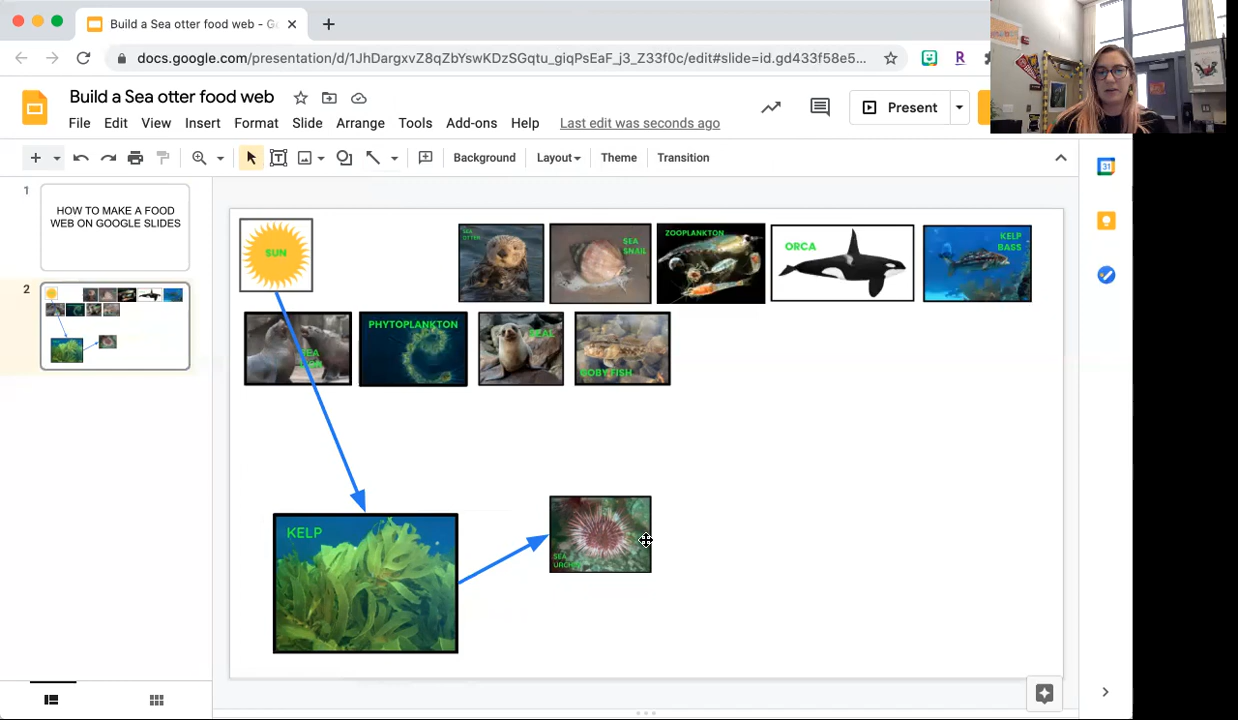 Build a Sea otter food web - G
docs.google.com/presentation/d/1JhDargxvZ8qZbYswKDzSGqtu_giqPsEaF_j3_Z33f0c/edit#slide=id.gd433f58e5...
Build a Sea otter food web
Present
File Edit View Insert Format Slide Arrange Tools Add-ons Help Last edit was seconds ago
Background Layout Theme Transition
31
1
HOW TO MAKE A FOOD
WEB ON GOOGLE SLIDES
2
SUN
SEA
OTTER
SEA
SNAIL
ZOOPLANKTON
ORCA
KELP
BASS
SEA
PHYTOPLANKTON
SEAL
GOBY FISH
KELP
SEA
URCHIN